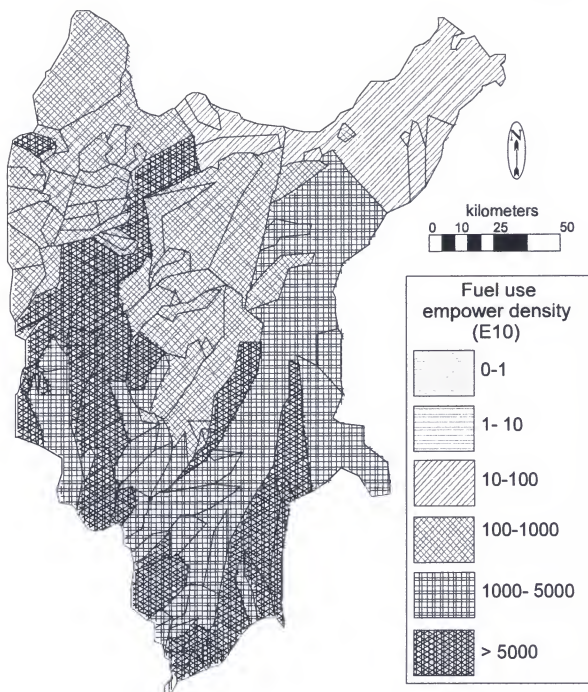 N
kilometers
0 10 25 50
Fuel use
empower density
(E10)
0-1
1- 10
10-100
100-1000
1000- 5000
> 5000